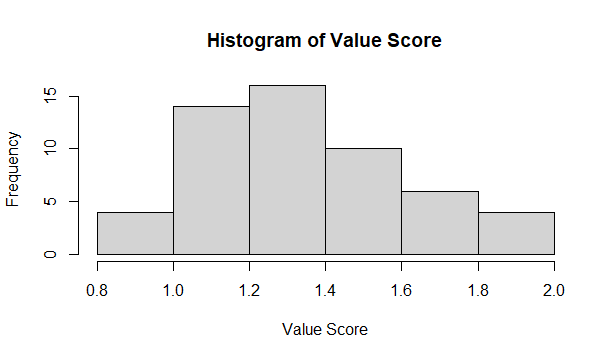 Histogram of Value Score
Frequency
15
10
5
0
0.8 1.0 1.2 1.4 1.6 1.8 2.0
Value Score